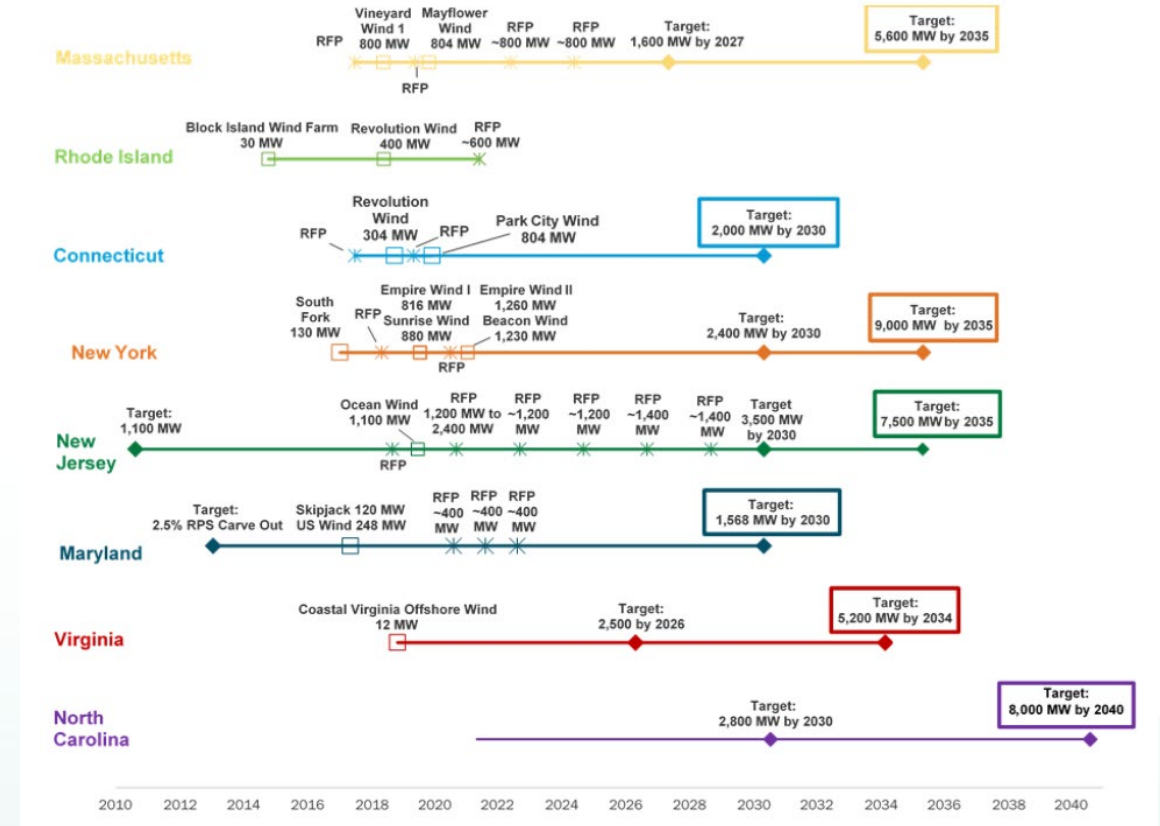 Massachusetts
RFP
Vineyard
Wind 1
800 MW
RFP
Mayflower
Wind
804 MW
RFP
~800 MW
RFP
~800 MW
Target:
1,600 MW by 2027
Target:
5,600 MW by 2035
Rhode Island
Block Island Wind Farm
30 MW
Revolution Wind
400 MW
RFP
~600 MW
Connecticut
RFP
Revolution
Wind
304 MW
RFP
Park City Wind
804 MW
Target:
2,000 MW by 2030
New York
South
Fork
130 MW
RFP
Empire Wind I
816 MW
Sunrise Wind
880 MW
RFP
Empire Wind II
1,260 MW
Beacon Wind
1,230 MW
Target:
2,400 MW by 2030
Target:
9,000 MW by 2035
New
Jersey
Target:
1,100 MW
RFP
Ocean Wind
1,100 MW
RFP
1,200 MW to
2,400 MW
RFP
~1,200
MW
RFP
~1,200
MW
RFP
~1,400
MW
RFP
~1,400
MW
Target
3,500 MW
by 2030
Target:
7,500 MW by 2035
Maryland
Target:
2.5% RPS Carve Out
Skipjack 120 MW
US Wind 248 MW
RFP
~400
MW
RFP
~400
MW
RFP
~400
MW
Target:
1,568 MW by 2030
Virginia
Coastal Virginia Offshore Wind
12 MW
Target:
2,500 by 2026
Target:
5,200 MW by 2034
North
Carolina
Target:
2,800 MW by 2030
Target:
8,000 MW by 2040
2010 2012 2014 2016 2018 2020 2022 2024 2026 2028 2030 2032 2034 2036 2038 2040